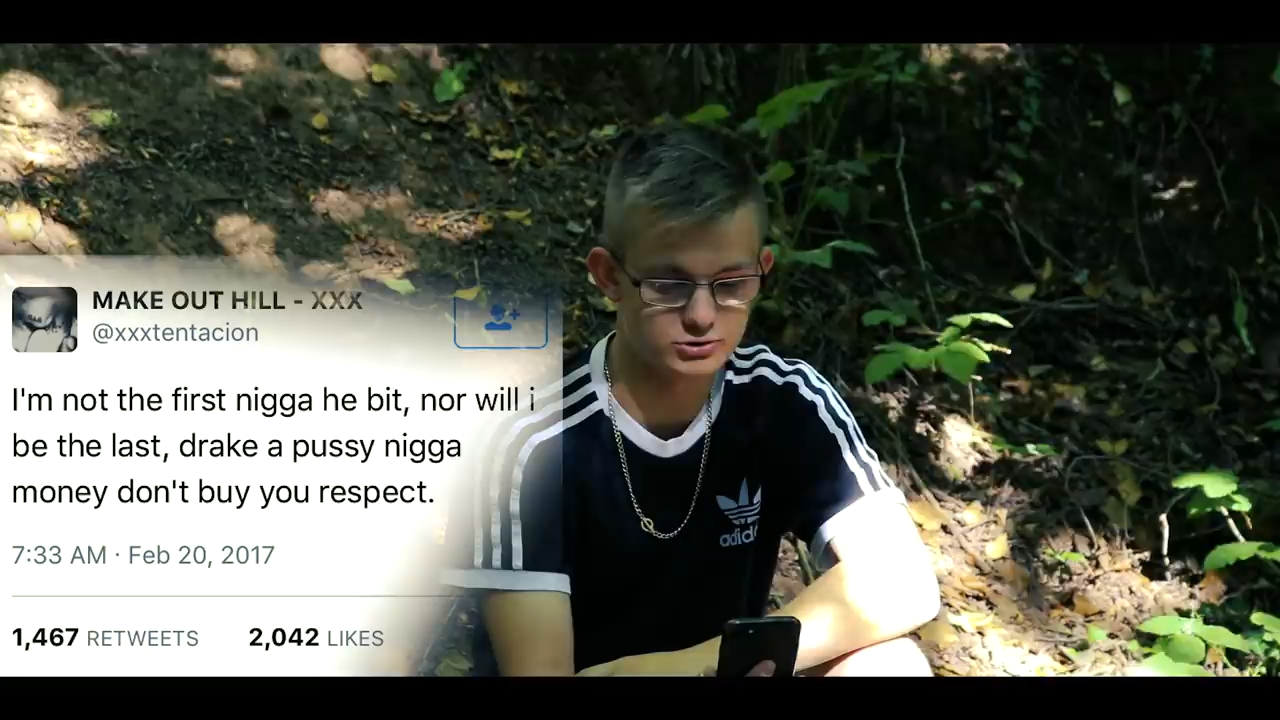 MAKE OUT HILL - XXX
@xxxtentacion
I'm not the first nigga he bit, nor will i
be the last, drake a pussy nigga
money don't buy you respect.
7:33 AM · Feb 20, 2017
1,467 RETWEETS 2,042 LIKES
adidas